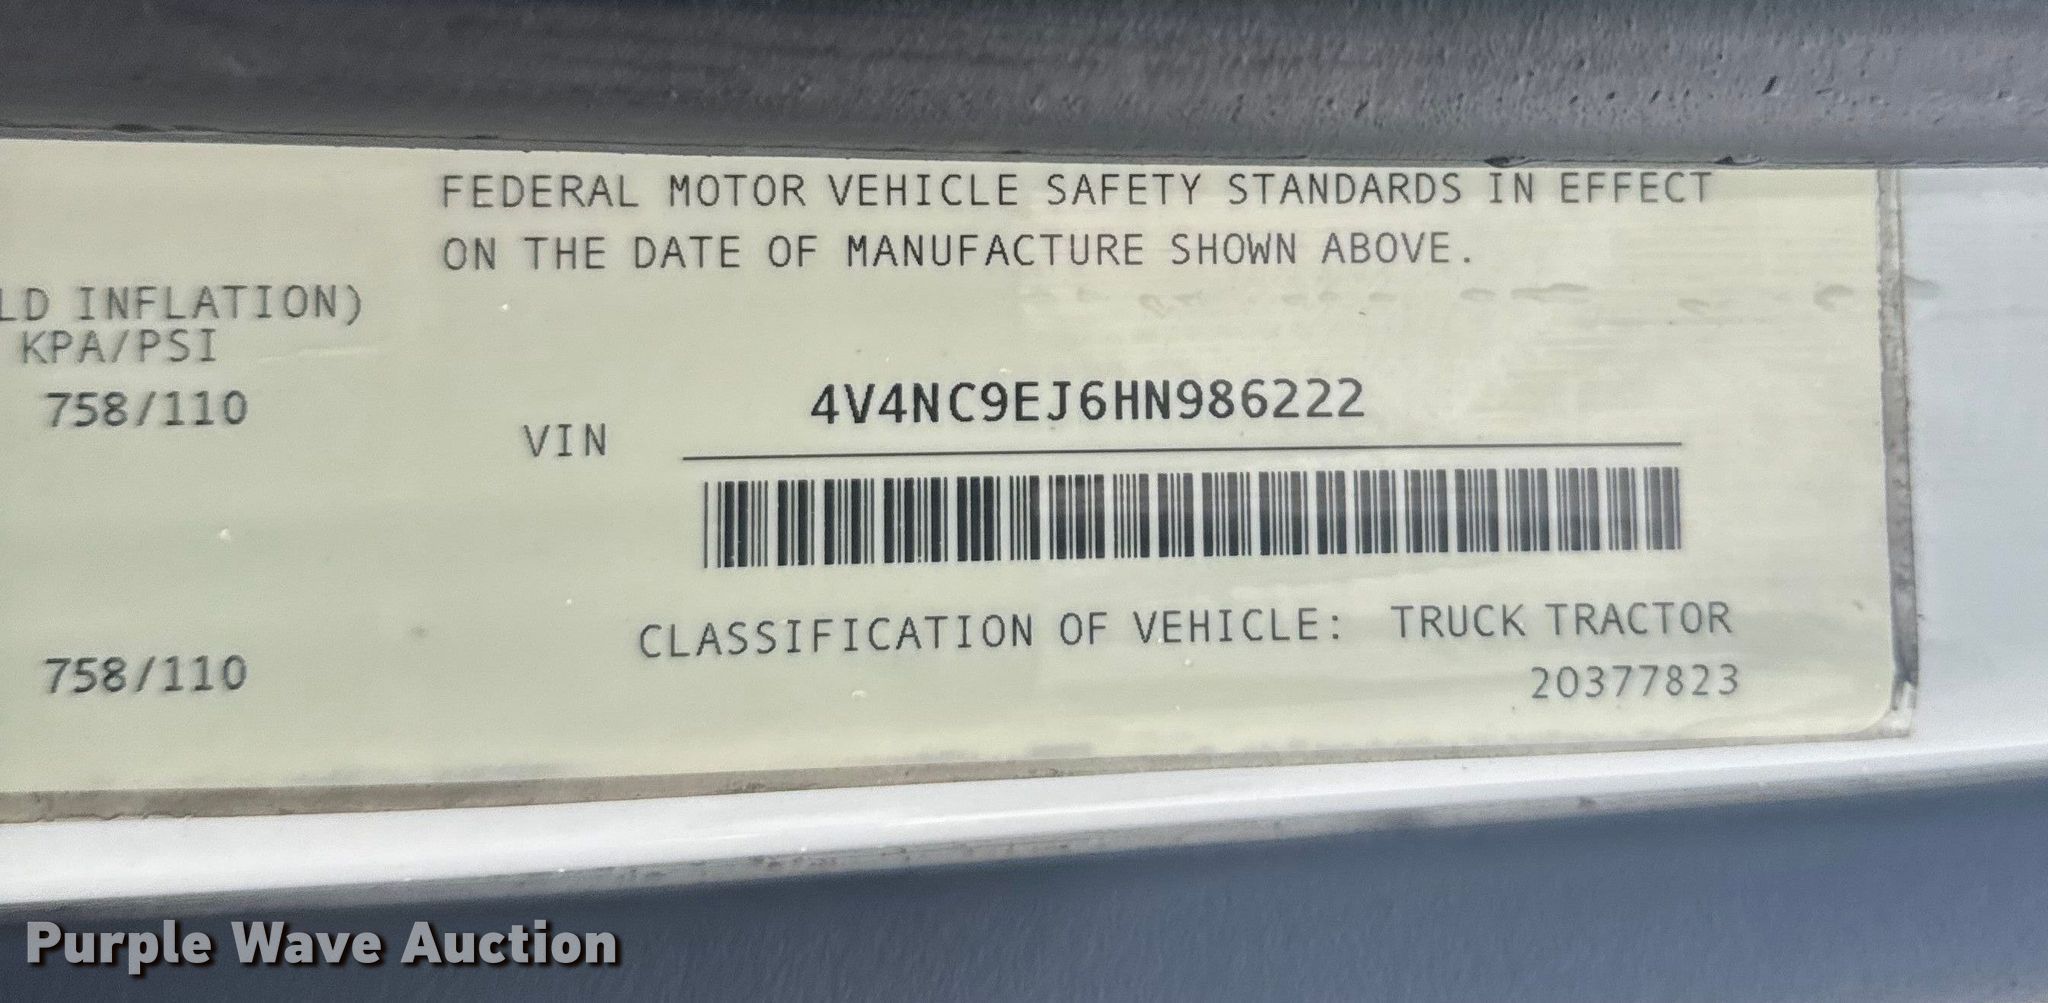 FEDERAL MOTOR VEHICLE SAFETY STANDARDS IN EFFECT
ON THE DATE OF MANUFACTURE SHOWN ABOVE.
LD INFLATION)
KPA/PSI
758/110
VIN 4V4NC9EJ6HN986222
758/110
CLASSIFICATION OF VEHICLE: TRUCK TRACTOR
20377823
Purple Wave Auction